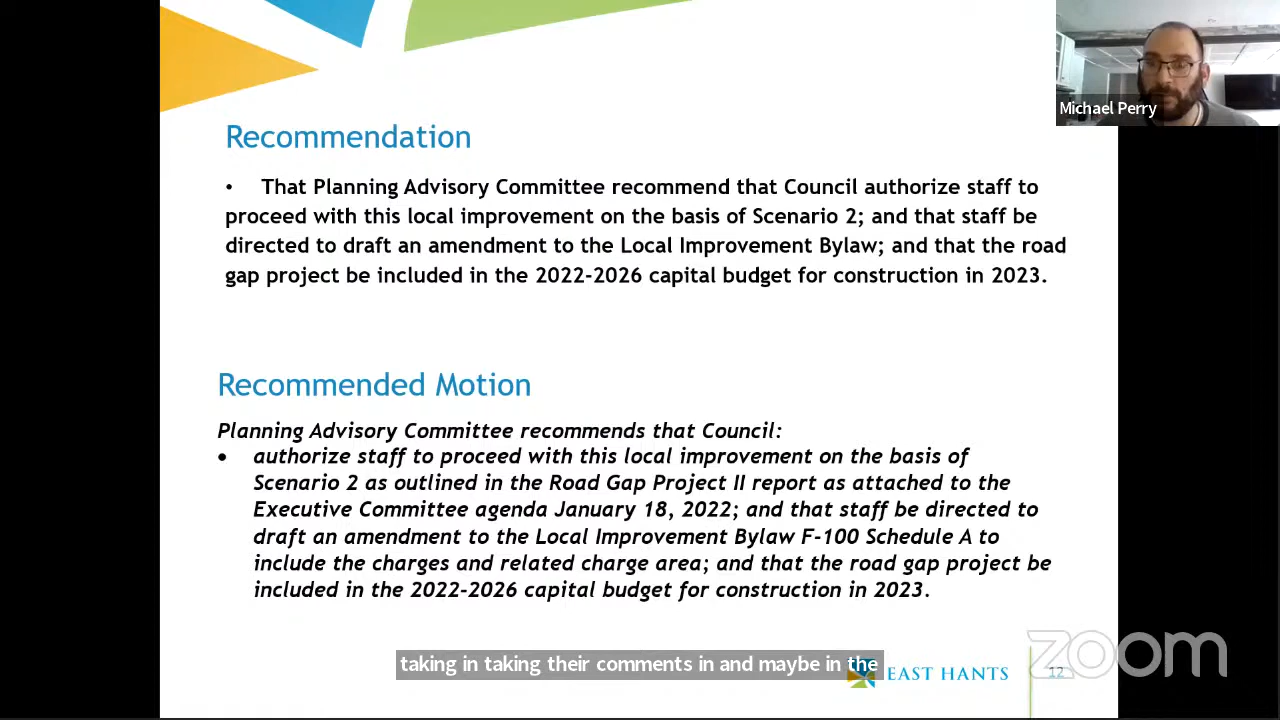 Michael Perry
Recommendation
• That Planning Advisory Committee recommend that Council authorize staff to
proceed with this local improvement on the basis of Scenario 2; and that staff be
directed to draft an amendment to the Local Improvement Bylaw; and that the road
gap project be included in the 2022-2026 capital budget for construction in 2023.
Recommended Motion
Planning Advisory Committee recommends that Council:
• authorize staff to proceed with this local improvement on the basis of
Scenario 2 as outlined in the Road Gap Project II report as attached to the
Executive Committee agenda January 18, 2022; and that staff be directed to
draft an amendment to the Local Improvement Bylaw F-100 Schedule A to
include the charges and related charge area; and that the road gap project be
included in the 2022-2026 capital budget for construction in 2023.
taking in taking their comments in and maybe in the
EAST HANTS
12
zoom